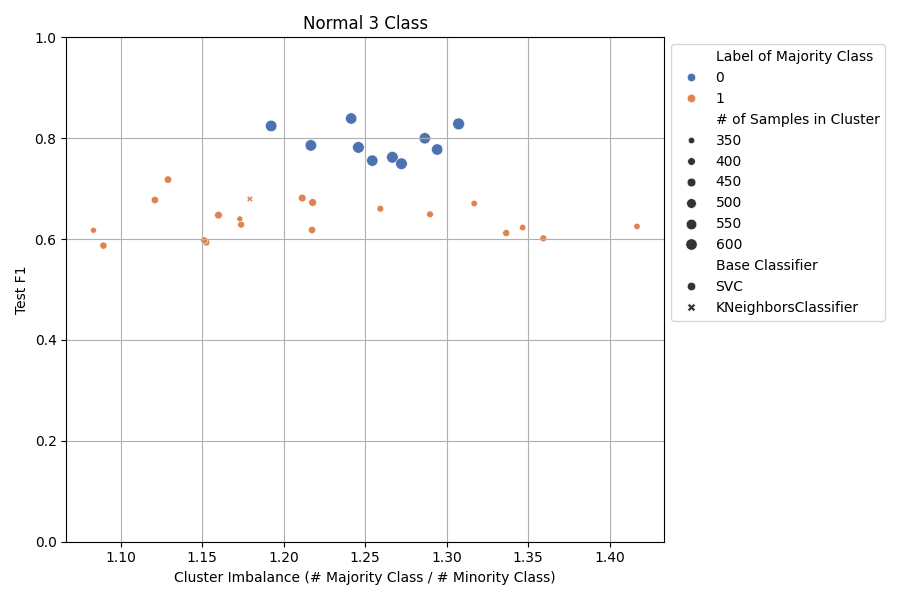 Normal 3 Class
1.0
0.8
0.6
0.4
0.2
0.0
Test F1
1.10 1.15 1.20 1.25 1.30 1.35 1.40
Cluster Imbalance (# Majority Class / # Minority Class)
Label of Majority Class
0
1
# of Samples in Cluster
350
400
450
500
550
600
Base Classifier
SVC
KNeighborsClassifier